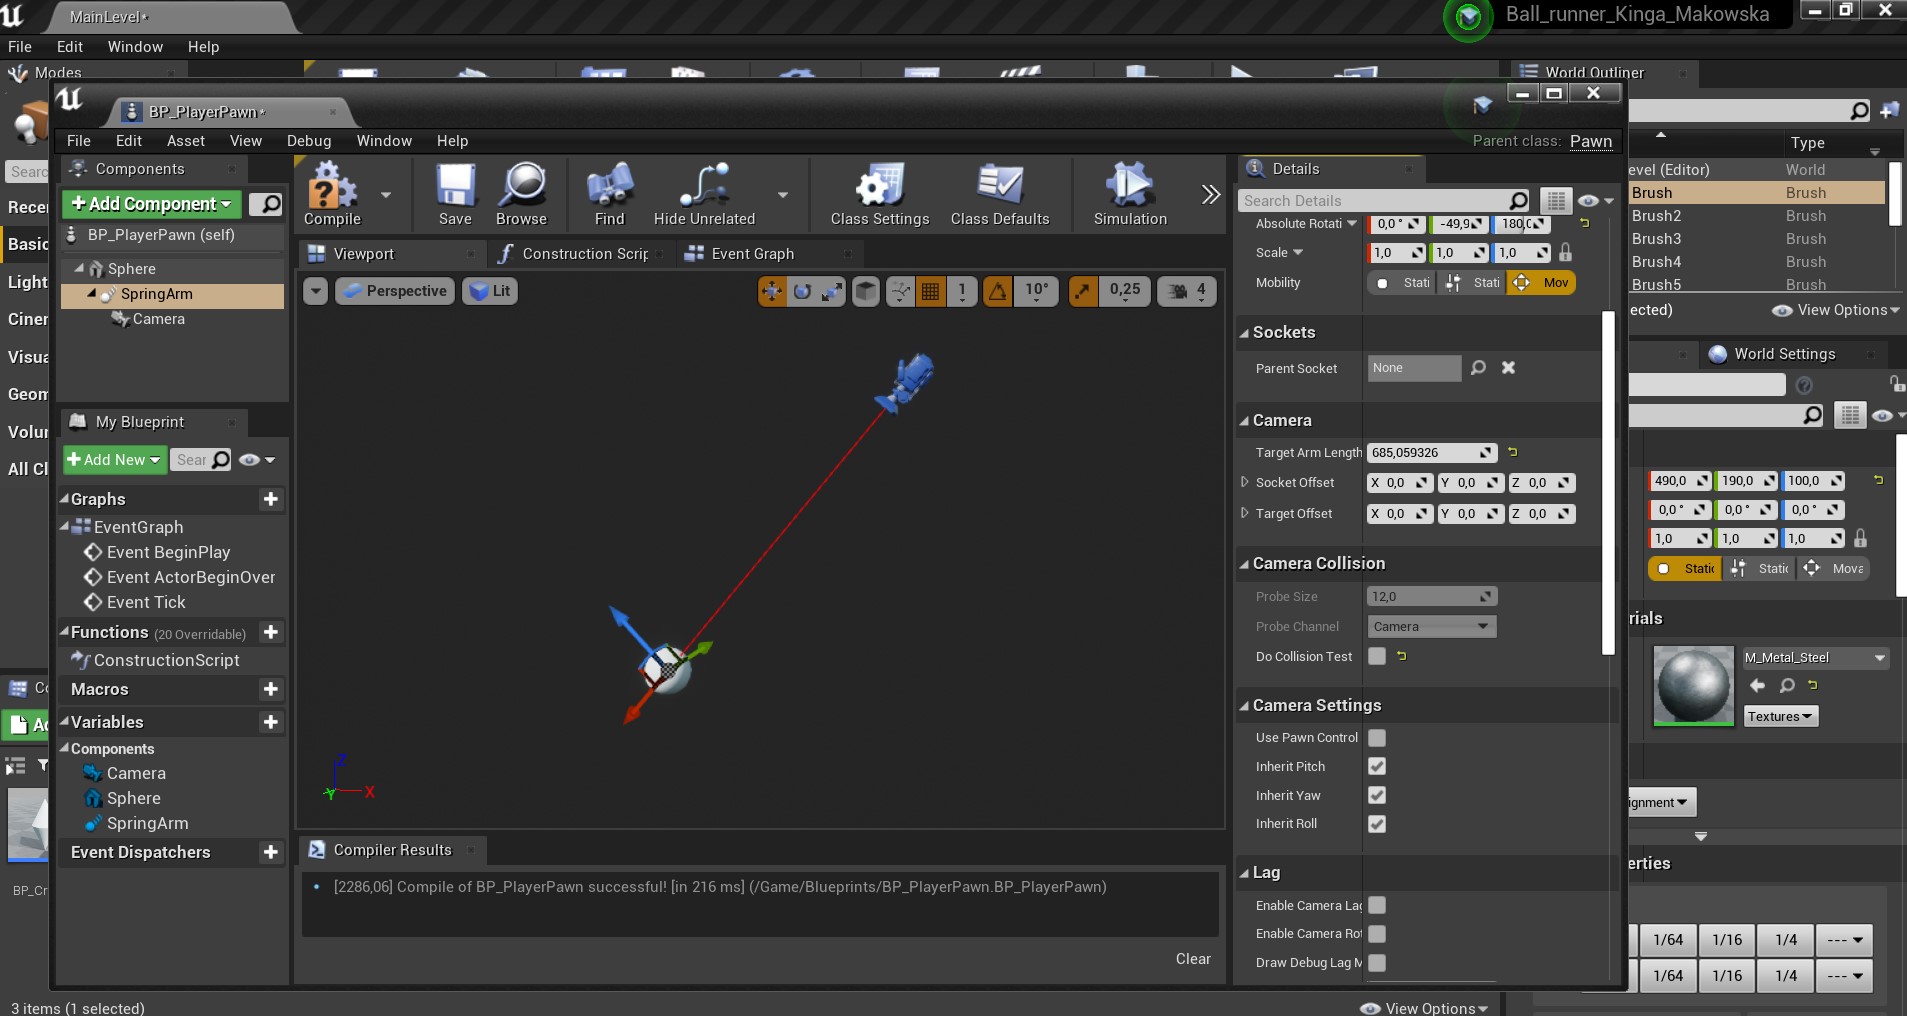 MainLevel*
Ball_runner_Kinga_Makowska
File Edit Window Help
Modes
World Outliner
BP_PlayerPawn*
File Edit Asset View Debug Window Help
Parent class: Pawn
Type
Components
Details
Searc
Search Details
evel (Editor) World
Brush Brush
Brush2 Brush
Brush3 Brush
Brush4 Brush
Brush5 Brush
ected)
View Options
World Settings
Recer
Basic
Light
Cinem
Visua
Geom
Volun
All Cl
Add Component
BP_PlayerPawn (self)
Sphere
SpringArm
Camera
My Blueprint
Add New
Sear
Graphs
EventGraph
Event BeginPlay
Event ActorBeginOver
Event Tick
Functions (20 Overridable)
ConstructionScript
Macros
Variables
Components
Camera
Sphere
SpringArm
Event Dispatchers
Compile
Save
Browse
Find
Hide Unrelated
Class Settings
Class Defaults
Simulation
Viewport
Construction Scrip
Event Graph
Perspective
Lit
1
10°
0,25
4
Z
Y
X
Compiler Results
[2286,06] Compile of BP_PlayerPawn successful! [in 216 ms] (/Game/Blueprints/BP_PlayerPawn.BP_PlayerPawn)
Clear
Absolute Rotati 0,0 ° -49,9 180,0
Scale 1,0 1,0 1,0
Mobility Stati Stati Mov
Sockets
Parent Socket None
Camera
Target Arm Length 685,059326
Socket Offset X 0,0 Y 0,0 Z 0,0
Target Offset X 0,0 Y 0,0 Z 0,0
Camera Collision
Probe Size 12,0
Probe Channel Camera
Do Collision Test
Camera Settings
Use Pawn Control
Inherit Pitch
Inherit Yaw
Inherit Roll
Lag
Enable Camera Lag
Enable Camera Rot
Draw Debug Lag M
490,0 190,0 100,0
0,0 ° 0,0 ° 0,0 °
1,0 1,0 1,0
Static Static Mova
rials
M_Metal_Steel
Textures
ignment
erties
1/64 1/16 1/4 ---
1/64 1/16 1/4 ---
Co
Ad
BP_Cr
3 items (1 selected)
View Options